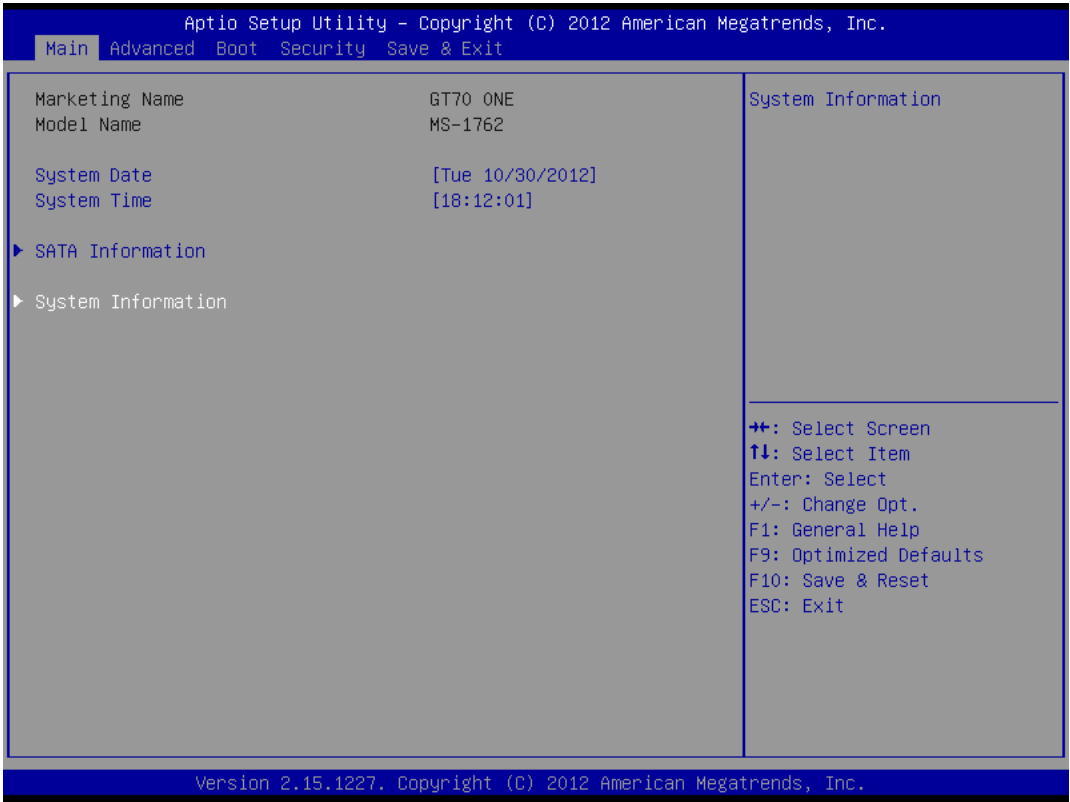 Aptio Setup Utility – Copyright (C) 2012 American Megatrends, Inc.
Main Advanced Boot Security Save & Exit
Marketing Name GT70 ONE
Model Name MS-1762
System Date [Tue 10/30/2012]
System Time [18:12:01]
SATA Information
System Information
System Information
→←: Select Screen
↑↓: Select Item
Enter: Select
+/-: Change Opt.
F1: General Help
F9: Optimized Defaults
F10: Save & Reset
ESC: Exit
Version 2.15.1227. Copyright (C) 2012 American Megatrends, Inc.